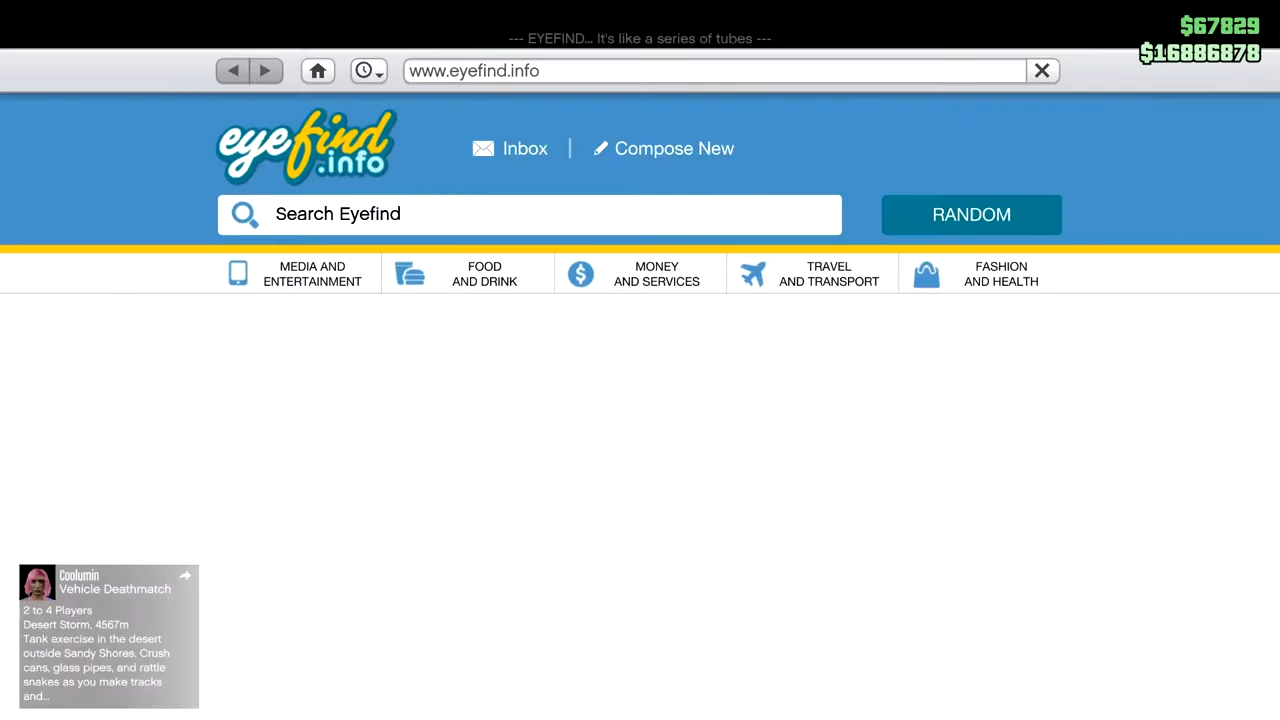 $67829
--- EYEFIND... It's like a series of tubes ---
$16886878
www.eyefind.info
eyefind
.info
Inbox
Compose New
Search Eyefind
RANDOM
MEDIA AND
ENTERTAINMENT
FOOD
AND DRINK
MONEY
AND SERVICES
TRAVEL
AND TRANSPORT
FASHION
AND HEALTH
Coolumin
Vehicle Deathmatch
2 to 4 Players
Desert Storm, 4567m
Tank exercise in the desert
outside Sandy Shores. Crush
cans, glass pipes, and rattle
snakes as you make tracks
and...